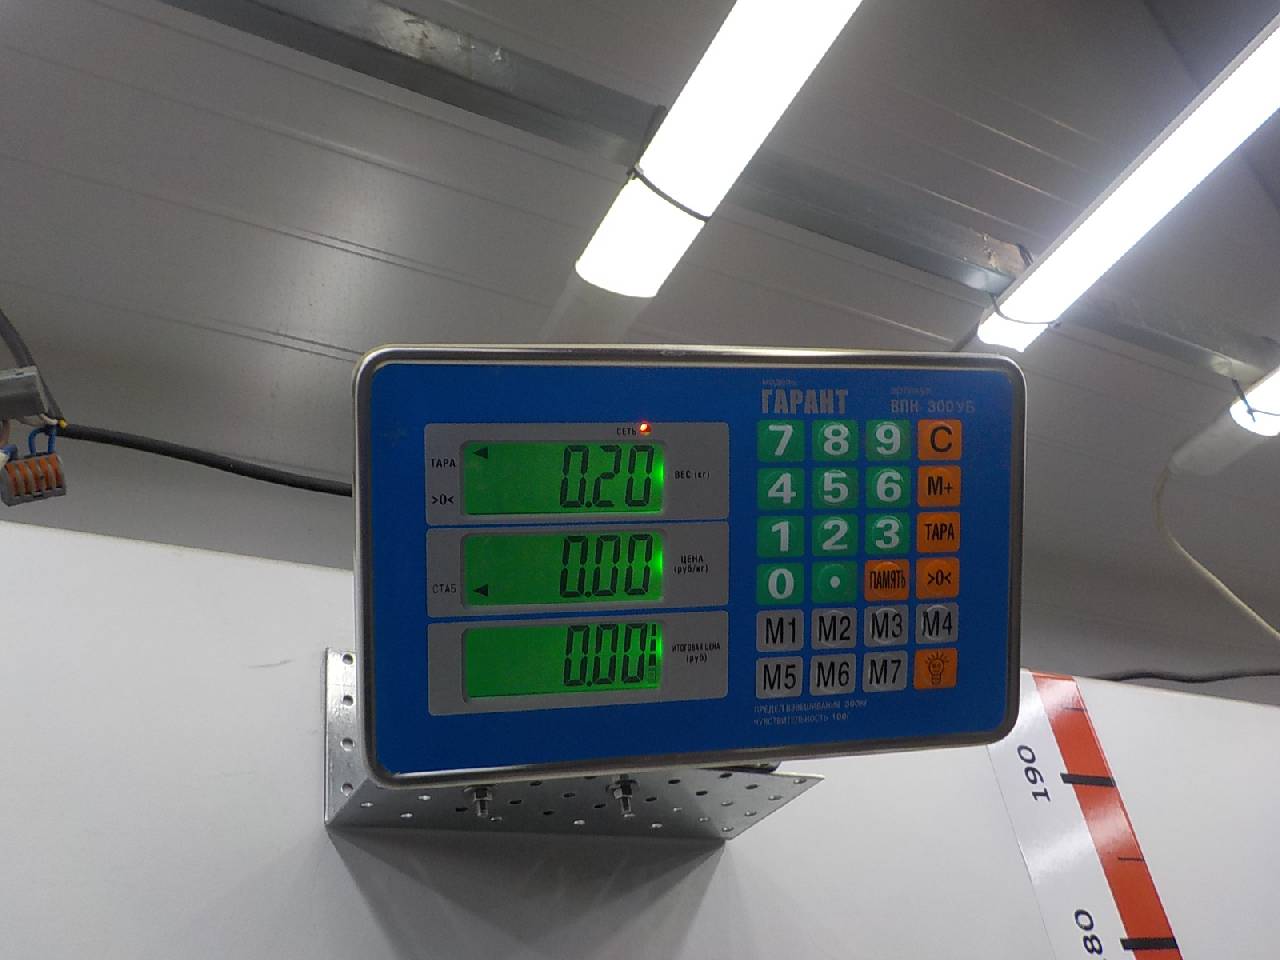 модель
ГАРАНТ
артикул
ВПН-300УБ
СЕТЬ
ТАРА
>0<
0.20
ВЕС (кг)
СТАБ
0.00
ЦЕНА
(руб/кг)
0.00
ИТОГОВАЯ ЦЕНА
(руб)
7 8 9 C
4 5 6 M+
1 2 3 ТАРА
0 . ПАМЯТЬ >0<
M1 M2 M3 M4
M5 M6 M7
ПРЕДЕЛ ВЗВЕШИВАНИЯ 300КГ
ЧУВСТВИТЕЛЬНОСТЬ 100Г
190
80